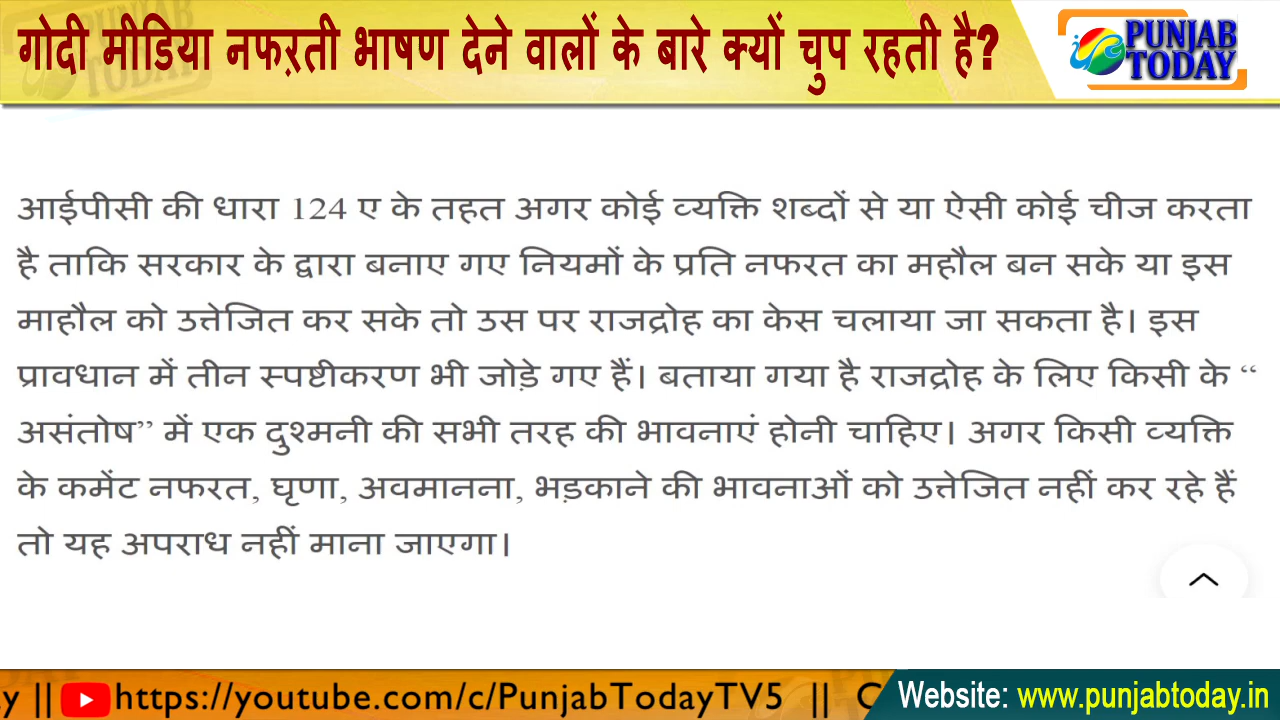 गोदी मीडिया नफऱती भाषण देने वालों के बारे क्यों चुप रहती है?
PUNJAB
TODAY
आईपीसी की धारा 124 ए के तहत अगर कोई व्यक्ति शब्दों से या ऐसी कोई चीज करता
है ताकि सरकार के द्वारा बनाए गए नियमों के प्रति नफरत का महौल बन सके या इस
माहौल को उत्तेजित कर सके तो उस पर राजद्रोह का केस चलाया जा सकता है। इस
प्रावधान में तीन स्पष्टीकरण भी जोड़े गए हैं। बताया गया है राजद्रोह के लिए किसी के “
असंतोष” में एक दुश्मनी की सभी तरह की भावनाएं होनी चाहिए। अगर किसी व्यक्ति
के कमेंट नफरत, घृणा, अवमानना, भड़काने की भावनाओं को उत्तेजित नहीं कर रहे हैं
तो यह अपराध नहीं माना जाएगा।
y || https://youtube.com/c/PunjabTodayTV5 || C
Website: www.punjabtoday.in